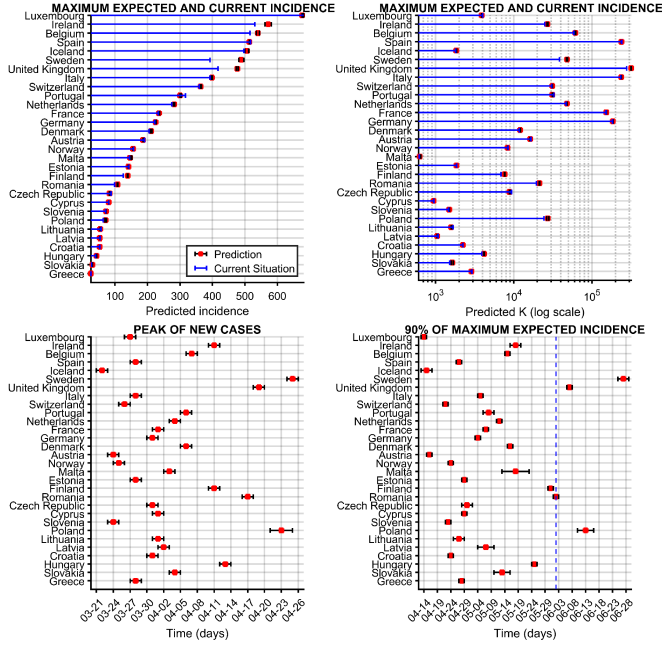 MAXIMUM EXPECTED AND CURRENT INCIDENCE
Luxembourg
Ireland
Belgium
Spain
Iceland
Sweden
United Kingdom
Italy
Switzerland
Portugal
Netherlands
France
Germany
Denmark
Austria
Norway
Malta
Estonia
Finland
Romania
Czech Republic
Cyprus
Slovenia
Poland
Lithuania
Latvia
Croatia
Hungary
Slovakia
Greece
Prediction
Current Situation
100 200 300 400 500 600
Predicted incidence
MAXIMUM EXPECTED AND CURRENT INCIDENCE
Luxembourg
Ireland
Belgium
Spain
Iceland
Sweden
United Kingdom
Italy
Switzerland
Portugal
Netherlands
France
Germany
Denmark
Austria
Norway
Malta
Estonia
Finland
Romania
Czech Republic
Cyprus
Slovenia
Poland
Lithuania
Latvia
Croatia
Hungary
Slovakia
Greece
10³ 10⁴ 10⁵
Predicted K (log scale)
PEAK OF NEW CASES
Luxembourg
Ireland
Belgium
Spain
Iceland
Sweden
United Kingdom
Italy
Switzerland
Portugal
Netherlands
France
Germany
Denmark
Austria
Norway
Malta
Estonia
Finland
Romania
Czech Republic
Cyprus
Slovenia
Poland
Lithuania
Latvia
Croatia
Hungary
Slovakia
Greece
03-21 03-24 03-27 03-30 04-02 04-05 04-08 04-11 04-14 04-17 04-20 04-23 04-26
Time (days)
90% OF MAXIMUM EXPECTED INCIDENCE
Luxembourg
Ireland
Belgium
Spain
Iceland
Sweden
United Kingdom
Italy
Switzerland
Portugal
Netherlands
France
Germany
Denmark
Austria
Norway
Malta
Estonia
Finland
Romania
Czech Republic
Cyprus
Slovenia
Poland
Lithuania
Latvia
Croatia
Hungary
Slovakia
Greece
04-14 04-19 04-24 04-29 05-04 05-09 05-14 05-19 05-24 05-29 06-03 06-08 06-13 06-18 06-23 06-28
Time (days)